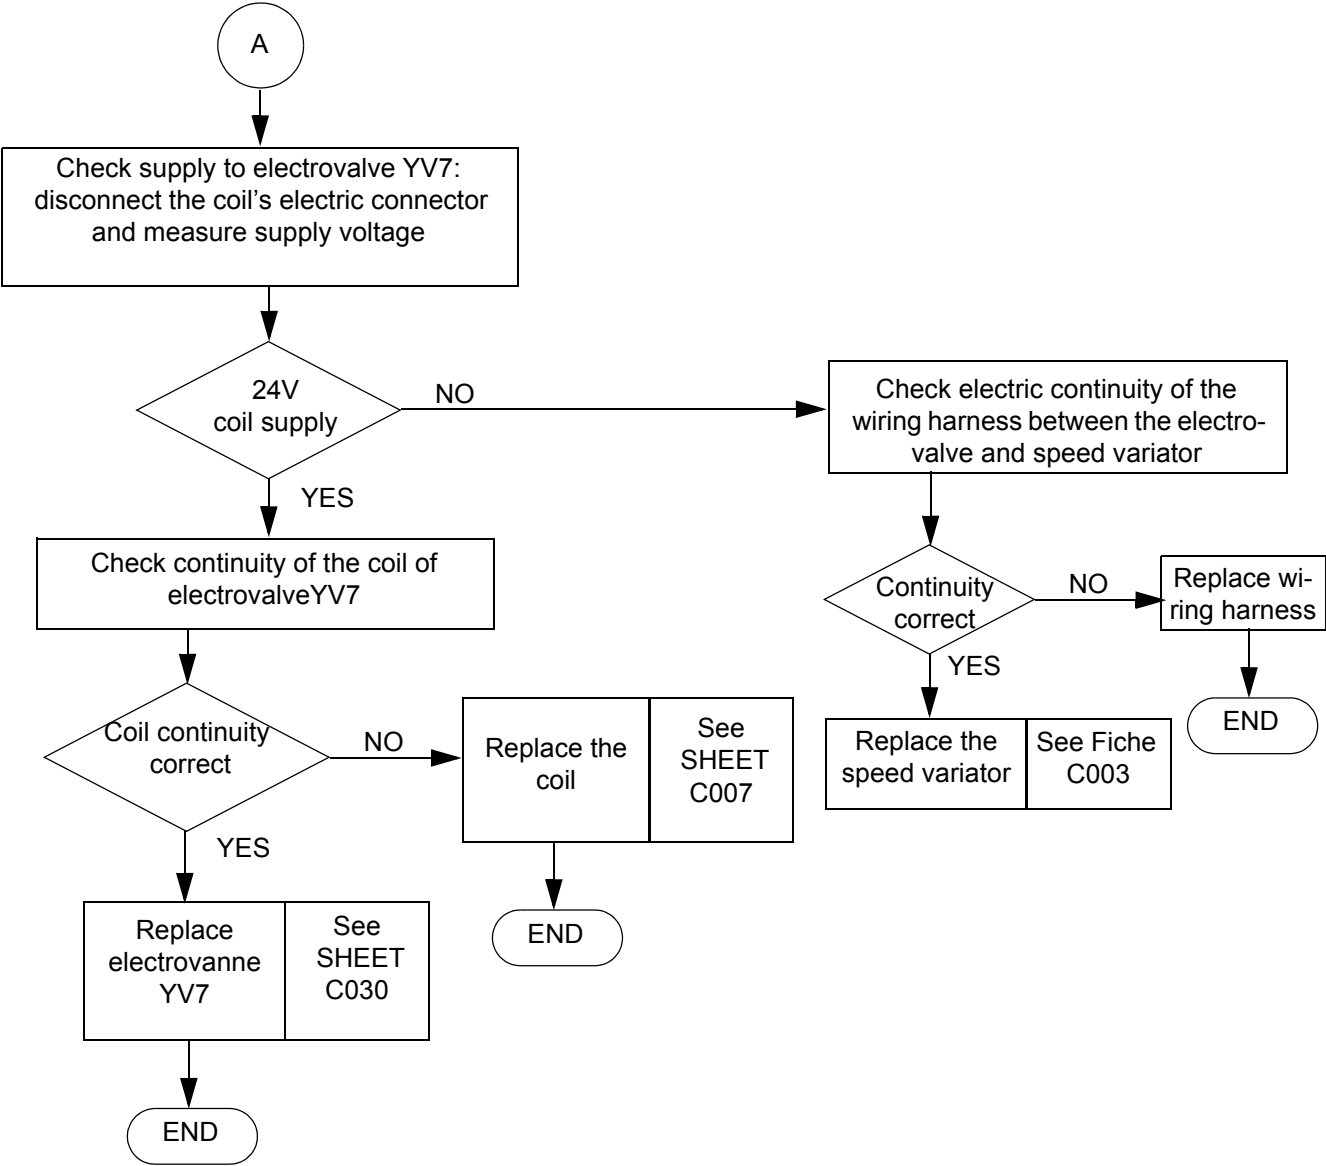 A
Check supply to electrovalve YV7:
disconnect the coil's electric connector
and measure supply voltage
24V
coil supply
NO
Check electric continuity of the
wiring harness between the electro-
valve and speed variator
YES
Check continuity of the coil of
electrovalveYV7
Continuity
correct
NO
Replace wi-
ring harness
YES
END
Coil continuity
correct
NO
Replace the
coil
See
SHEET
C007
Replace the
speed variator
See Fiche
C003
YES
END
Replace
electrovanne
YV7
See
SHEET
C030
END